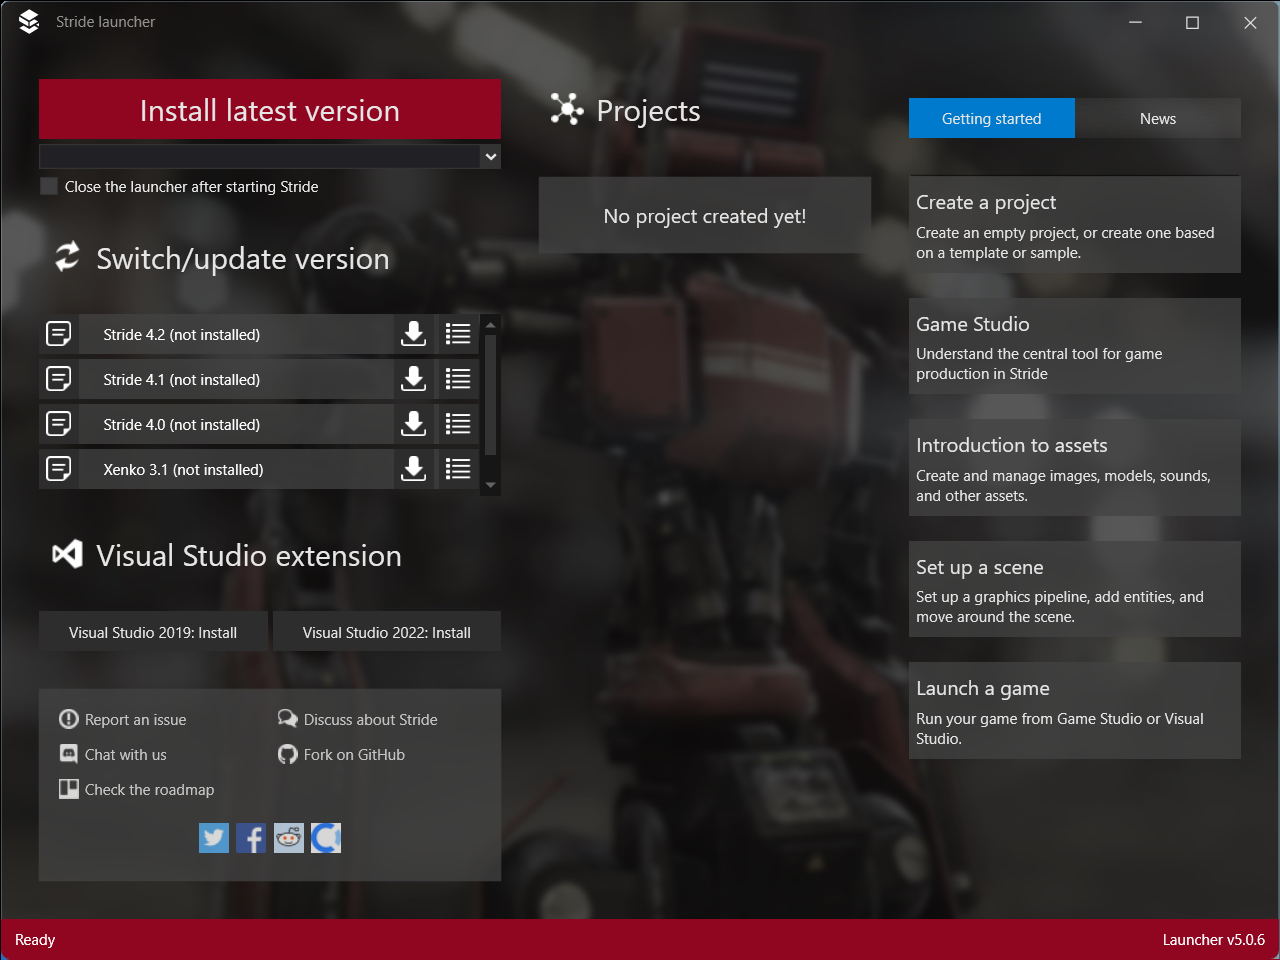 Stride launcher
Install latest version
Close the launcher after starting Stride
Switch/update version
Stride 4.2 (not installed)
Stride 4.1 (not installed)
Stride 4.0 (not installed)
Xenko 3.1 (not installed)
Visual Studio extension
Visual Studio 2019: Install
Visual Studio 2022: Install
Report an issue
Discuss about Stride
Chat with us
Fork on GitHub
Check the roadmap
Projects
No project created yet!
Getting started
News
Create a project
Create an empty project, or create one based
on a template or sample.
Game Studio
Understand the central tool for game
production in Stride
Introduction to assets
Create and manage images, models, sounds,
and other assets.
Set up a scene
Set up a graphics pipeline, add entities, and
move around the scene.
Launch a game
Run your game from Game Studio or Visual
Studio.
Ready
Launcher v5.0.6